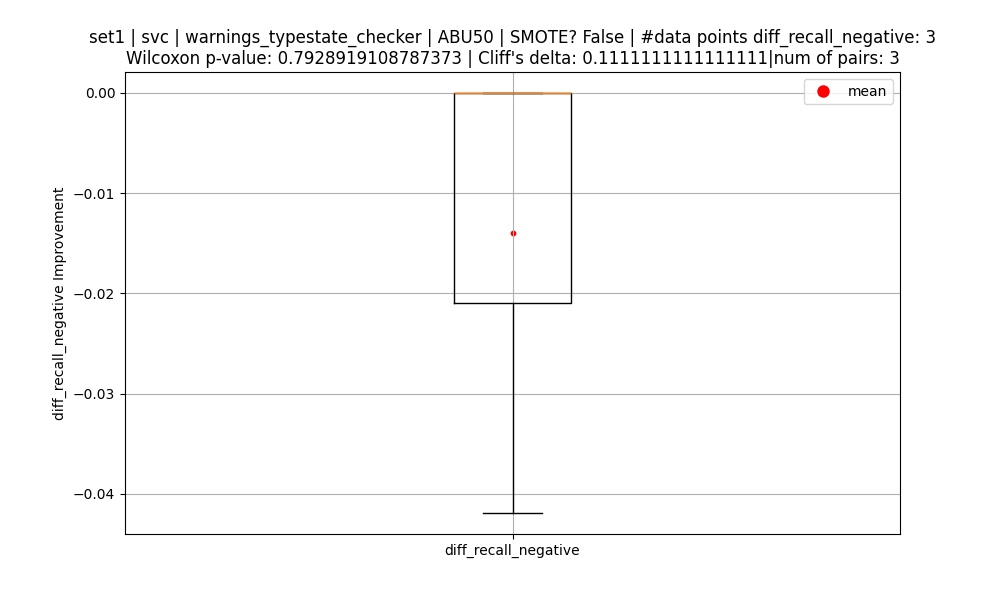 set1 | svc | warnings_typestate_checker | ABU50 | SMOTE? False | #data points diff_recall_negative: 3
Wilcoxon p-value: 0.7928919108787373 | Cliff's delta: 0.1111111111111111|num of pairs: 3
mean
0.00
−0.01
−0.02
−0.03
−0.04
diff_recall_negative Improvement
diff_recall_negative